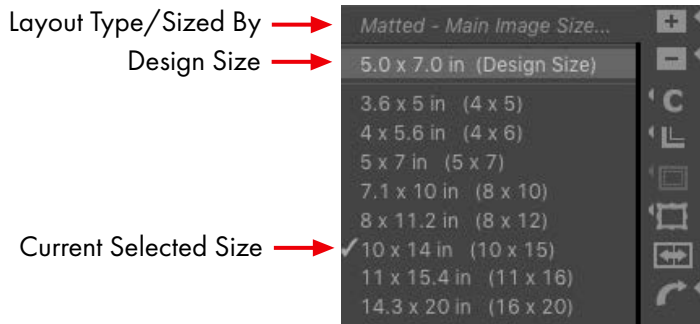 Layout Type/Sized By
Matted - Main Image Size...
Design Size
5.0 x 7.0 in (Design Size)
3.6 x 5 in (4 x 5)
4 x 5.6 in (4 x 6)
5 x 7 in (5 x 7)
7.1 x 10 in (8 x 10)
8 x 11.2 in (8 x 12)
Current Selected Size
✓10 x 14 in (10 x 15)
11 x 15.4 in (11 x 16)
14.3 x 20 in (16 x 20)
C